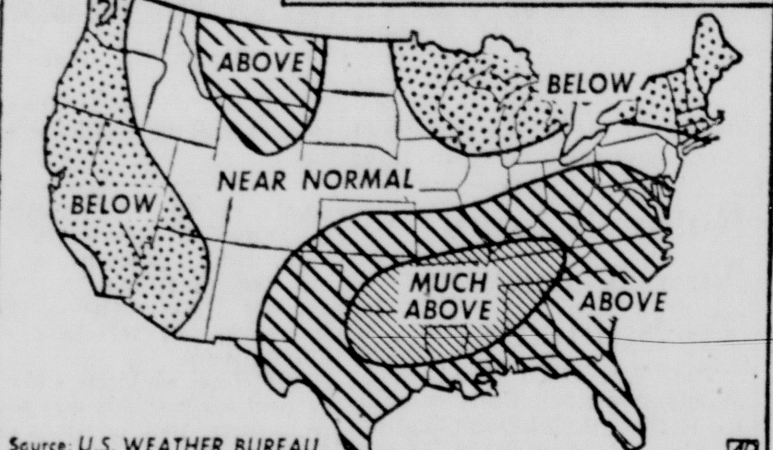 ABOVE
BELOW
NEAR NORMAL
BELOW
MUCH
ABOVE
ABOVE
Source: U.S. WEATHER BUREAU